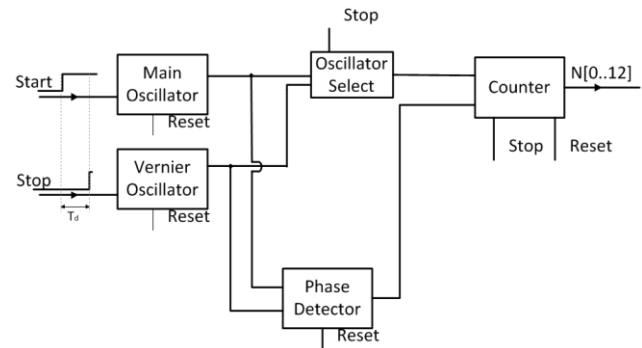 Stop
Start
Main
Oscillator
Oscillator
Select
N[0..12]
Counter
Reset
Stop
Reset
Stop
Vernier
Oscillator
Reset
Td
Phase
Detector
Reset